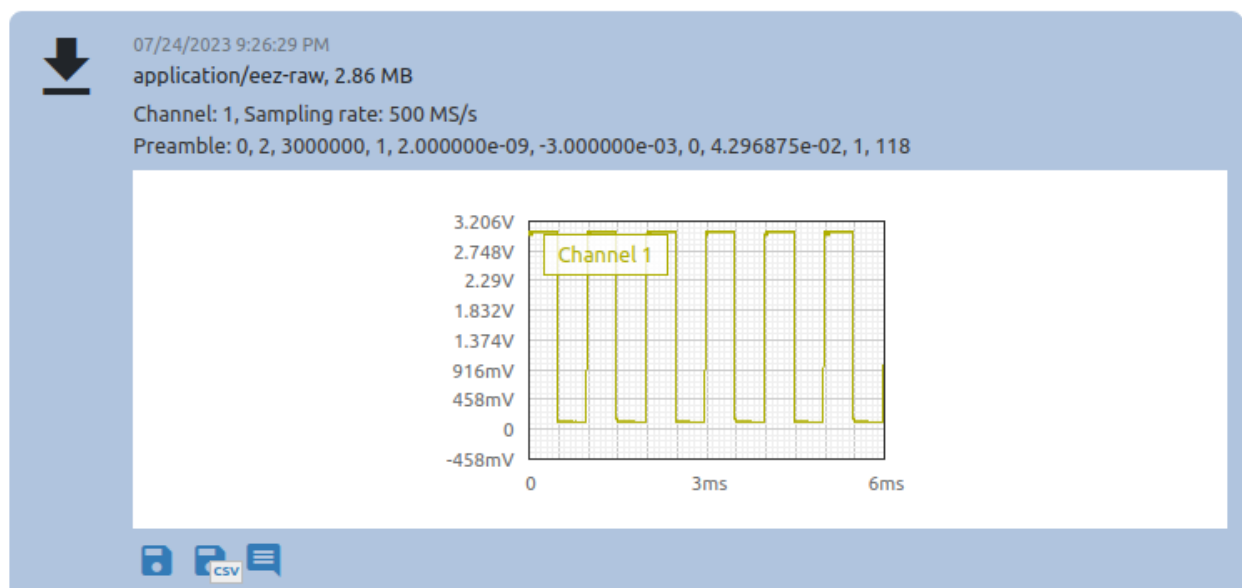 07/24/2023 9:26:29 PM
application/eez-raw, 2.86 MB
Channel: 1, Sampling rate: 500 MS/s
Preamble: 0, 2, 3000000, 1, 2.000000e-09, -3.000000e-03, 0, 4.296875e-02, 1, 118
3.206V
Channel 1
2.748V
2.29V
1.832V
1.374V
916mV
458mV
0
-458mV
0 3ms 6ms
CSV